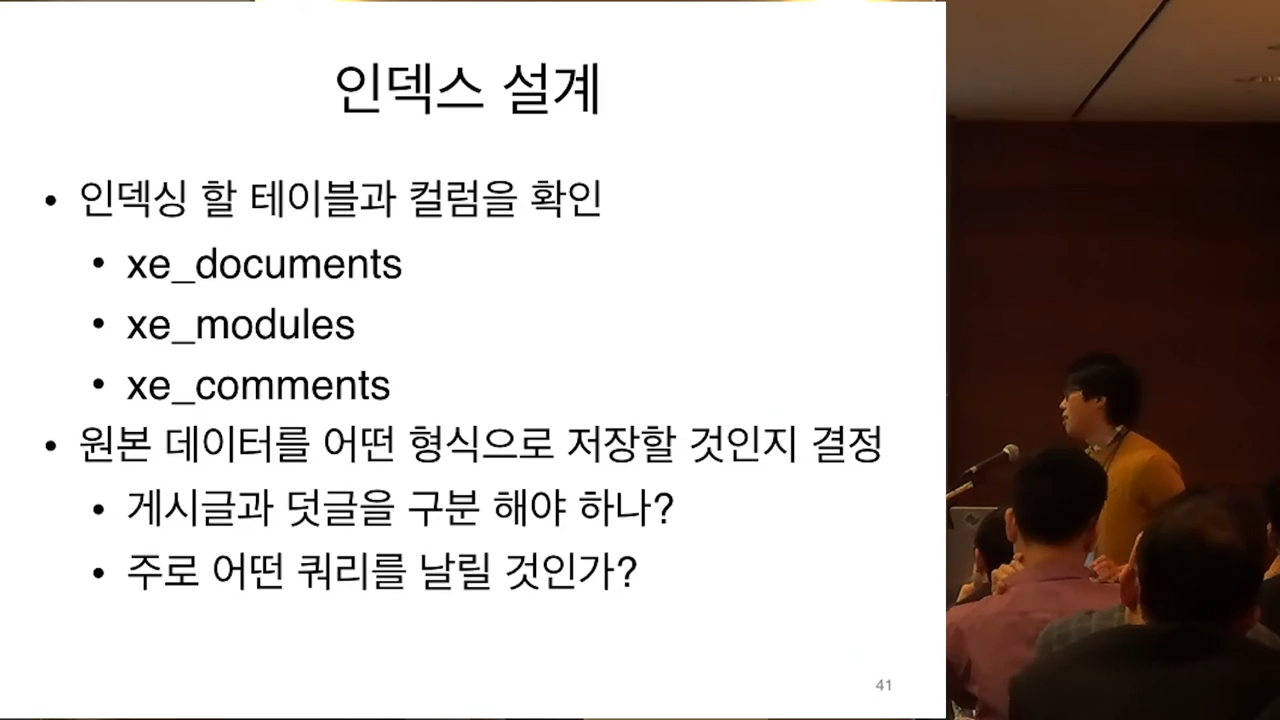 인덱스 설계
• 인덱싱 할 테이블과 컬럼을 확인
• xe_documents
• xe_modules
• xe_comments
• 원본 데이터를 어떤 형식으로 저장할 것인지 결정
• 게시글과 덧글을 구분 해야 하나?
• 주로 어떤 쿼리를 날릴 것인가?
41